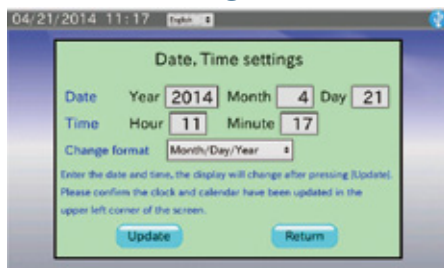 04/21/2014 11:17 English
Date, Time settings
Date Year 2014 Month 4 Day 21
Time Hour 11 Minute 17
Change format Month/Day/Year
Enter the date and time, the display will change after pressing [Update].
Please confirm the clock and calendar have been updated in the
upper left corner of the screen.
Update Return